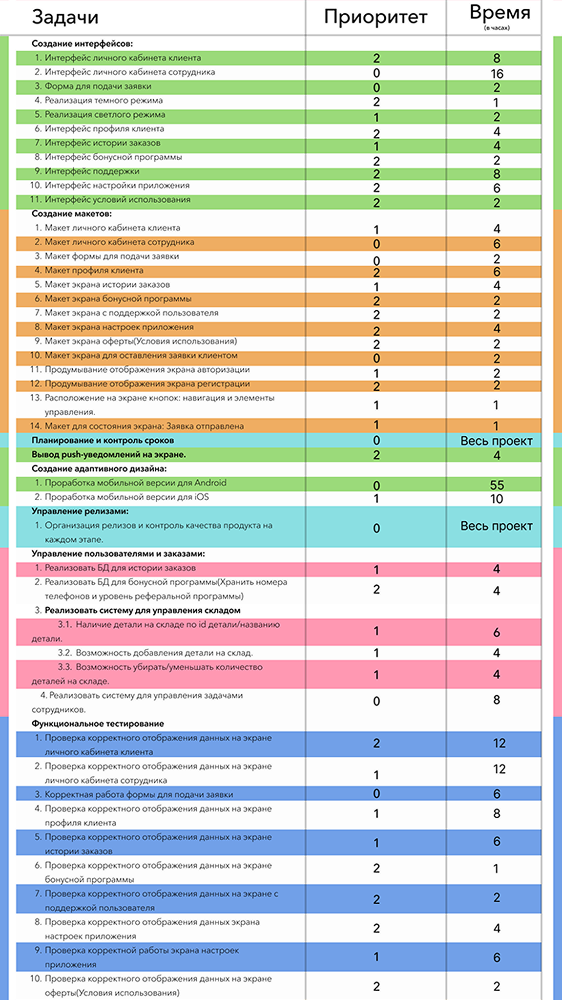 Задачи Приоритет Время
(в часах)
Создание интерфейсов:
1. Интерфейс личного кабинета клиента 2 8
2. Интерфейс личного кабинета сотрудника 0 16
3. Форма для подачи заявки 0 2
4. Реализация темного режима 2 1
5. Реализация светлого режима 1 2
6. Интерфейс профиля клиента 2 4
7. Интерфейс истории заказов 1 4
8. Интерфейс бонусной программы 2 2
9. Интерфейс поддержки 2 8
10. Интерфейс настройки приложения 2 6
11. Интерфейс условий использования 2 2
Создание макетов:
1. Макет личного кабинета клиента 1 4
2. Макет личного кабинета сотрудника 0 6
3. Макет формы для подачи заявки 0 2
4. Макет профиля клиента 2 6
5. Макет экрана истории заказов 1 4
6. Макет экрана бонусной программы 2 2
7. Макет экрана с поддержкой пользователя 2 2
8. Макет экрана настроек приложения 2 4
9. Макет экрана оферты(Условия использования) 2 2
10. Макет экрана для оставления заявки клиентом 0 2
11. Продумывание отображения экрана авторизации 1 2
12. Продумывание отображения экрана регистрации 2 2
13. Расположение на экране кнопок: навигация и элементы
управления. 1 1
14. Макет для состояния экрана: Заявка отправлена 1 1
Планирование и контроль сроков 0 Весь проект
Вывод push-уведомлений на экране. 2 4
Создание адаптивного дизайна:
1. Проработка мобильной версии для Android 0 55
2. Проработка мобильной версии для iOS 1 10
Управление релизами:
1. Организация релизов и контроль качества продукта на 0 Весь проект
каждом этапе.
Управление пользователями и заказами:
1. Реализовать БД для истории заказов 1 4
2. Реализовать БД для бонусной программы(Хранить номера 2 4
телефонов и уровень реферальной программы)
3. Реализовать систему для управления складом
3.1. Наличие детали на складе по id детали/названию 1 6
детали.
3.2. Возможность добавления детали на склад. 1 4
3.3. Возможность убирать/уменьшать количество 1 4
деталей на складе.
4. Реализовать систему для управления задачами 0 8
сотрудников.
Функциональное тестирование
1. Проверка корректного отображения данных на экране 2 12
личного кабинета клиента
2. Проверка корректного отображения данных на экране 1 12
личного кабинета сотрудника
3. Корректная работа формы для подачи заявки 0 6
4. Проверка корректного отображения данных на экране 1 8
профиля клиента
5. Проверка корректного отображения данных на экране 1 6
истории заказов
6. Проверка корректного отображения данных на экране 2 1
бонусной программы
7. Проверка корректного отображения данных на экране с 2 2
поддержкой пользователя
8. Проверка корректного отображения данных экрана 2 4
настроек приложения
9. Проверка корректной работы экрана настроек 1 6
приложения
10. Проверка корректного отображения данных на экране 2 2
оферты(Условия использования)